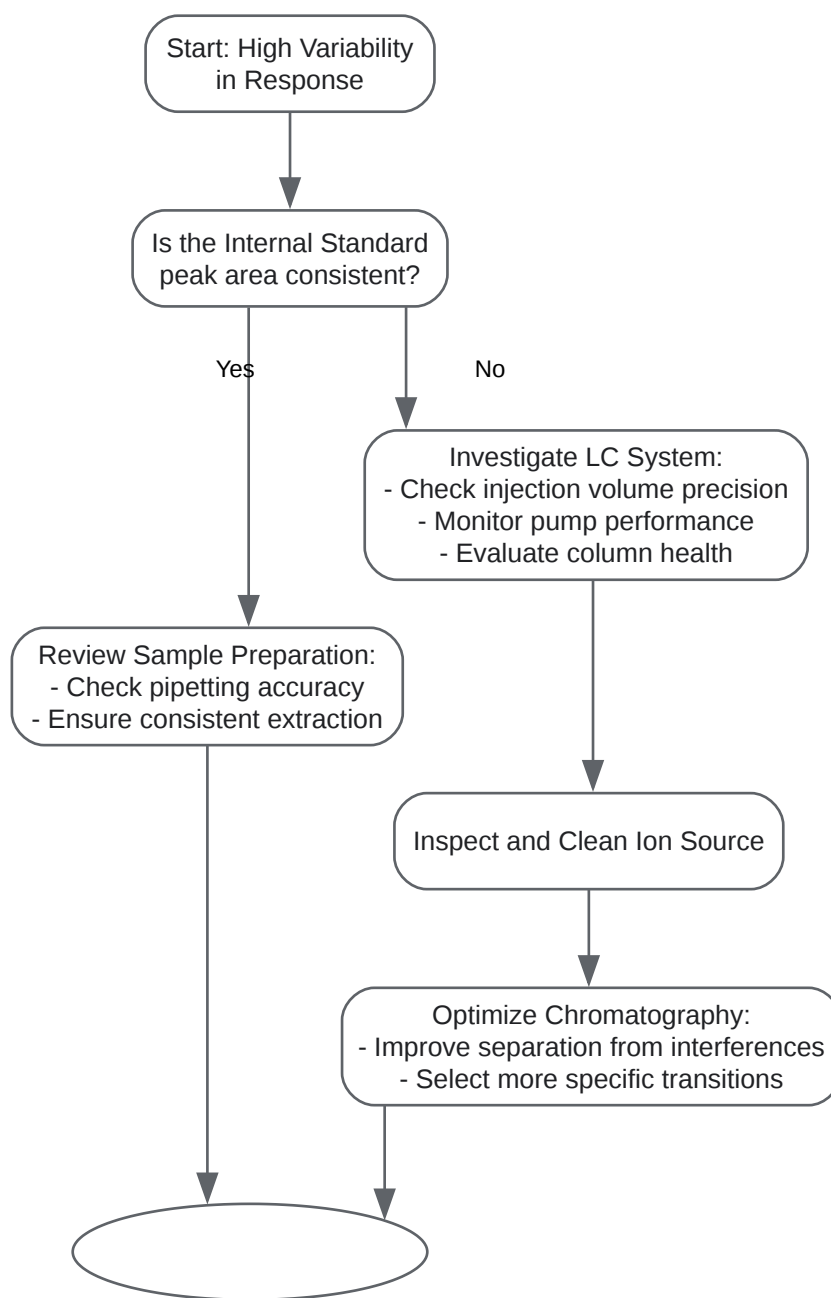 Start: High Variability
in Response
Is the Internal Standard
peak area consistent?
Yes
No
Investigate LC System:
- Check injection volume precision
- Monitor pump performance
- Evaluate column health
Review Sample Preparation:
- Check pipetting accuracy
- Ensure consistent extraction
Inspect and Clean Ion Source
Optimize Chromatography:
- Improve separation from interferences
- Select more specific transitions